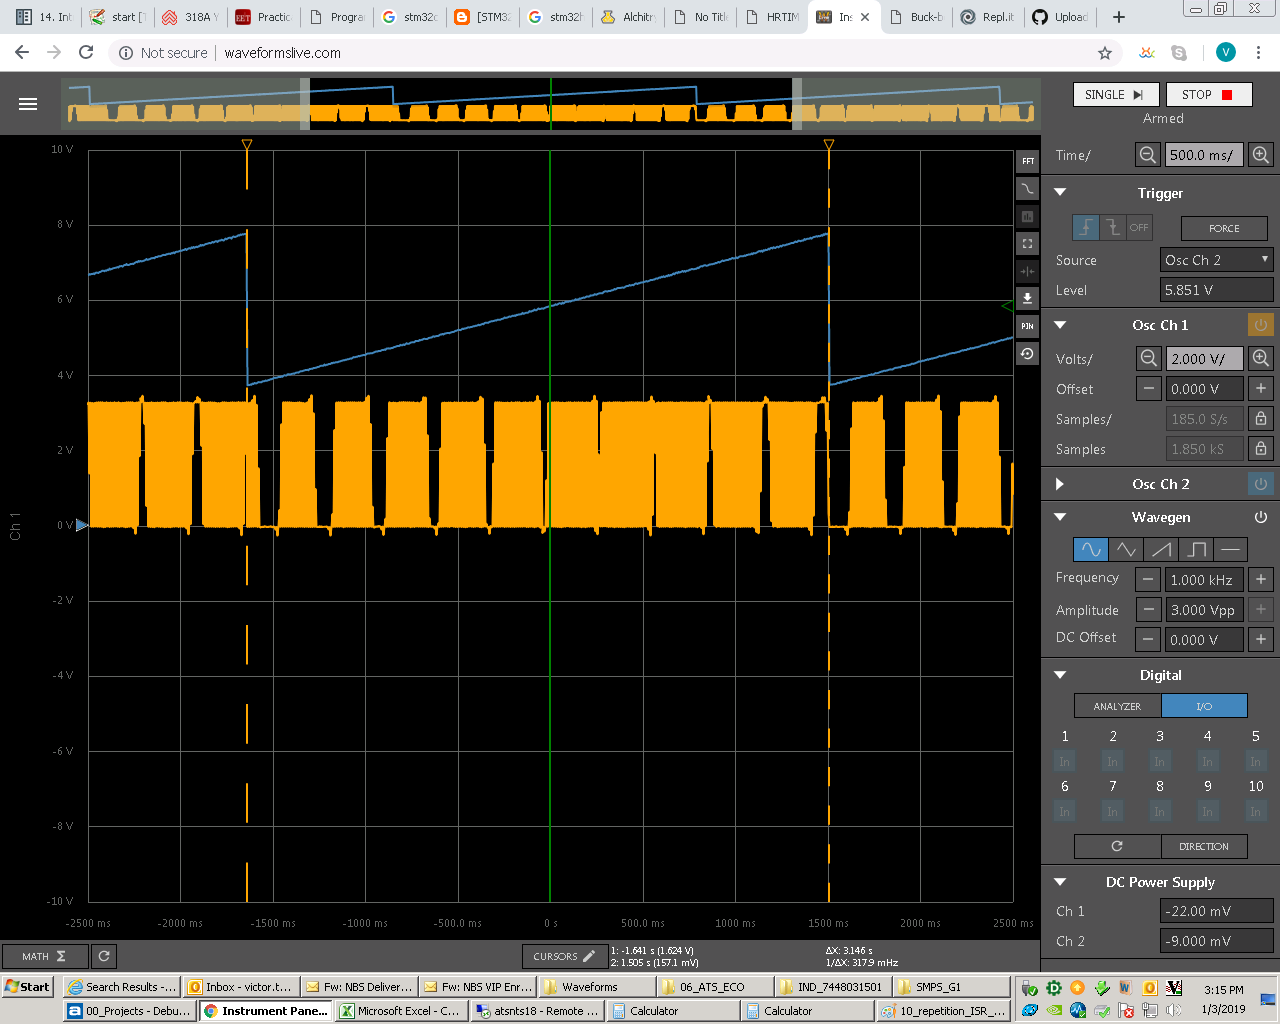 14. Int
start [T
318A Y
EET Practic
Progra
stm32c
[STM32
stm32h
Alchitry
No Title
HRTIM
Ins
Buck-b
Repl.it
Upload
Not secure | waveformslive.com
V
SINGLE
STOP
Armed
Time/
500.0 ms/
Trigger
OFF
FORCE
Source
Osc Ch 2
Level
5.851 V
Osc Ch 1
Volts/
2.000 V/
Offset
0.000 V
Samples/
185.0 S/s
Samples
1.850 kS
Osc Ch 2
Wavegen
Frequency
1.000 kHz
Amplitude
3.000 Vpp
DC Offset
0.000 V
Digital
ANALYZER
I/O
1 2 3 4 5
In In In In In
6 7 8 9 10
In In In In In
DIRECTION
DC Power Supply
Ch 1
-22.00 mV
Ch 2
-9.000 mV
FFT
PIN
10 V
8 V
6 V
4 V
2 V
0 V
-2 V
-4 V
-6 V
-8 V
-10 V
Ch 1
-2500 ms -2000 ms -1500 ms -1000 ms -500.0 ms 0 s 500.0 ms 1000 ms 1500 ms 2000 ms 2500 ms
MATH Σ
CURSORS
1: -1.641 s (1.624 V)
2: 1.505 s (157.1 mV)
ΔX: 3.146 s
1/ΔX: 317.9 mHz
Start
Search Results -...
Inbox - victor.t...
Fw: NBS Deliver...
Fw: NBS VIP Enr...
Waveforms
06_ATS_ECO
IND_7448031501
SMPS_G1
3:15 PM
00_Projects - Debu...
Instrument Pane...
Microsoft Excel - C...
atsnts18 - Remote ...
Calculator
Calculator
10_repetition_ISR_...
1/3/2019